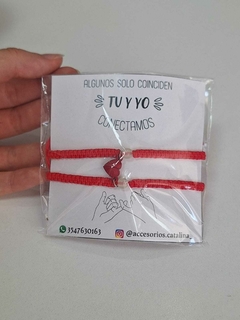 ALGUNOS SOLO COINCIDEN
TU Y YO
CONECTAMOS
3547630163
@accesorios.catalina